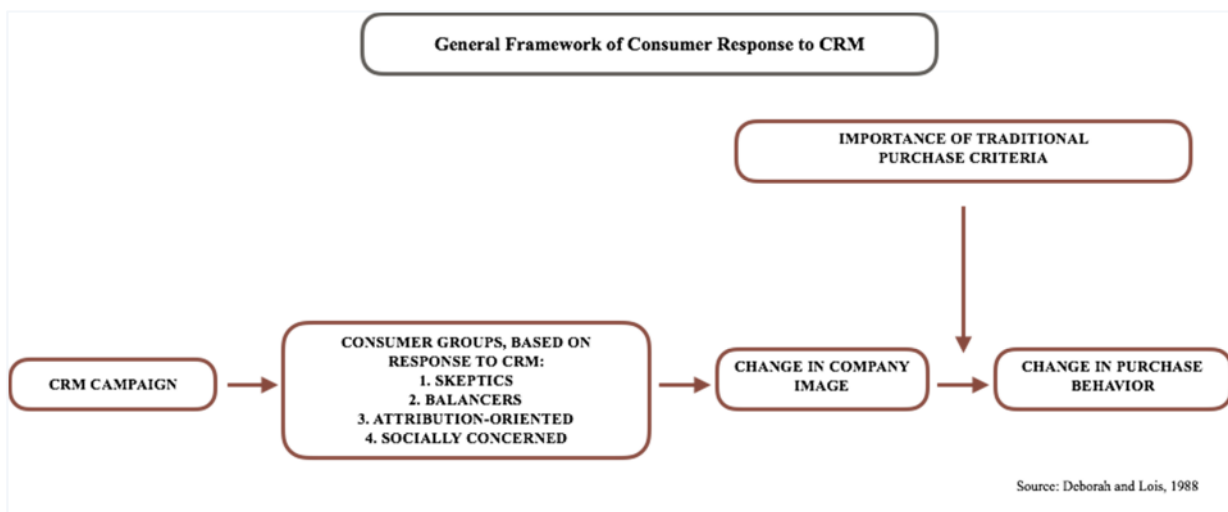 General Framework of Consumer Response to CRM
IMPORTANCE OF TRADITIONAL
PURCHASE CRITERIA
CRM CAMPAIGN
CONSUMER GROUPS, BASED ON
RESPONSE TO CRM:
1. SKEPTICS
2. BALANCERS
3. ATTRIBUTION-ORIENTED
4. SOCIALLY CONCERNED
CHANGE IN COMPANY
IMAGE
CHANGE IN PURCHASE
BEHAVIOR
Source: Deborah and Lois, 1988